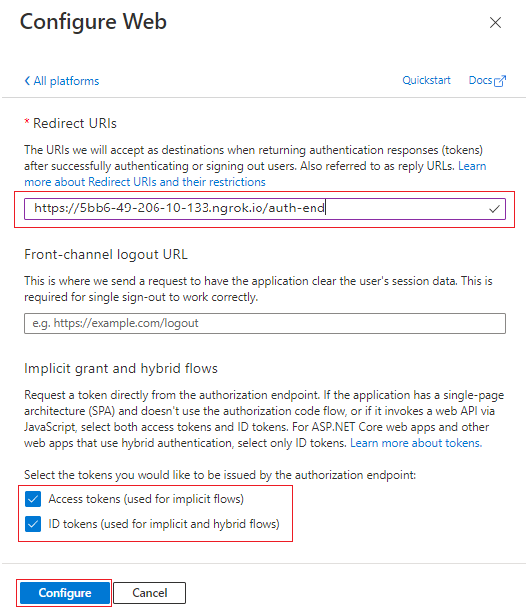 Configure Web
All platforms
Quickstart
Docs
* Redirect URIs
The URIs we will accept as destinations when returning authentication responses (tokens)
after successfully authenticating or signing out users. Also referred to as reply URLs. Learn
more about Redirect URIs and their restrictions
https://5bb6-49-206-10-133.ngrok.io/auth-end
Front-channel logout URL
This is where we send a request to have the application clear the user's session data. This is
required for single sign-out to work correctly.
e.g. https://example.com/logout
Implicit grant and hybrid flows
Request a token directly from the authorization endpoint. If the application has a single-page
architecture (SPA) and doesn't use the authorization code flow, or if it invokes a web API via
JavaScript, select both access tokens and ID tokens. For ASP.NET Core web apps and other
web apps that use hybrid authentication, select only ID tokens. Learn more about tokens.
Select the tokens you would like to be issued by the authorization endpoint:
Access tokens (used for implicit flows)
ID tokens (used for implicit and hybrid flows)
Configure
Cancel